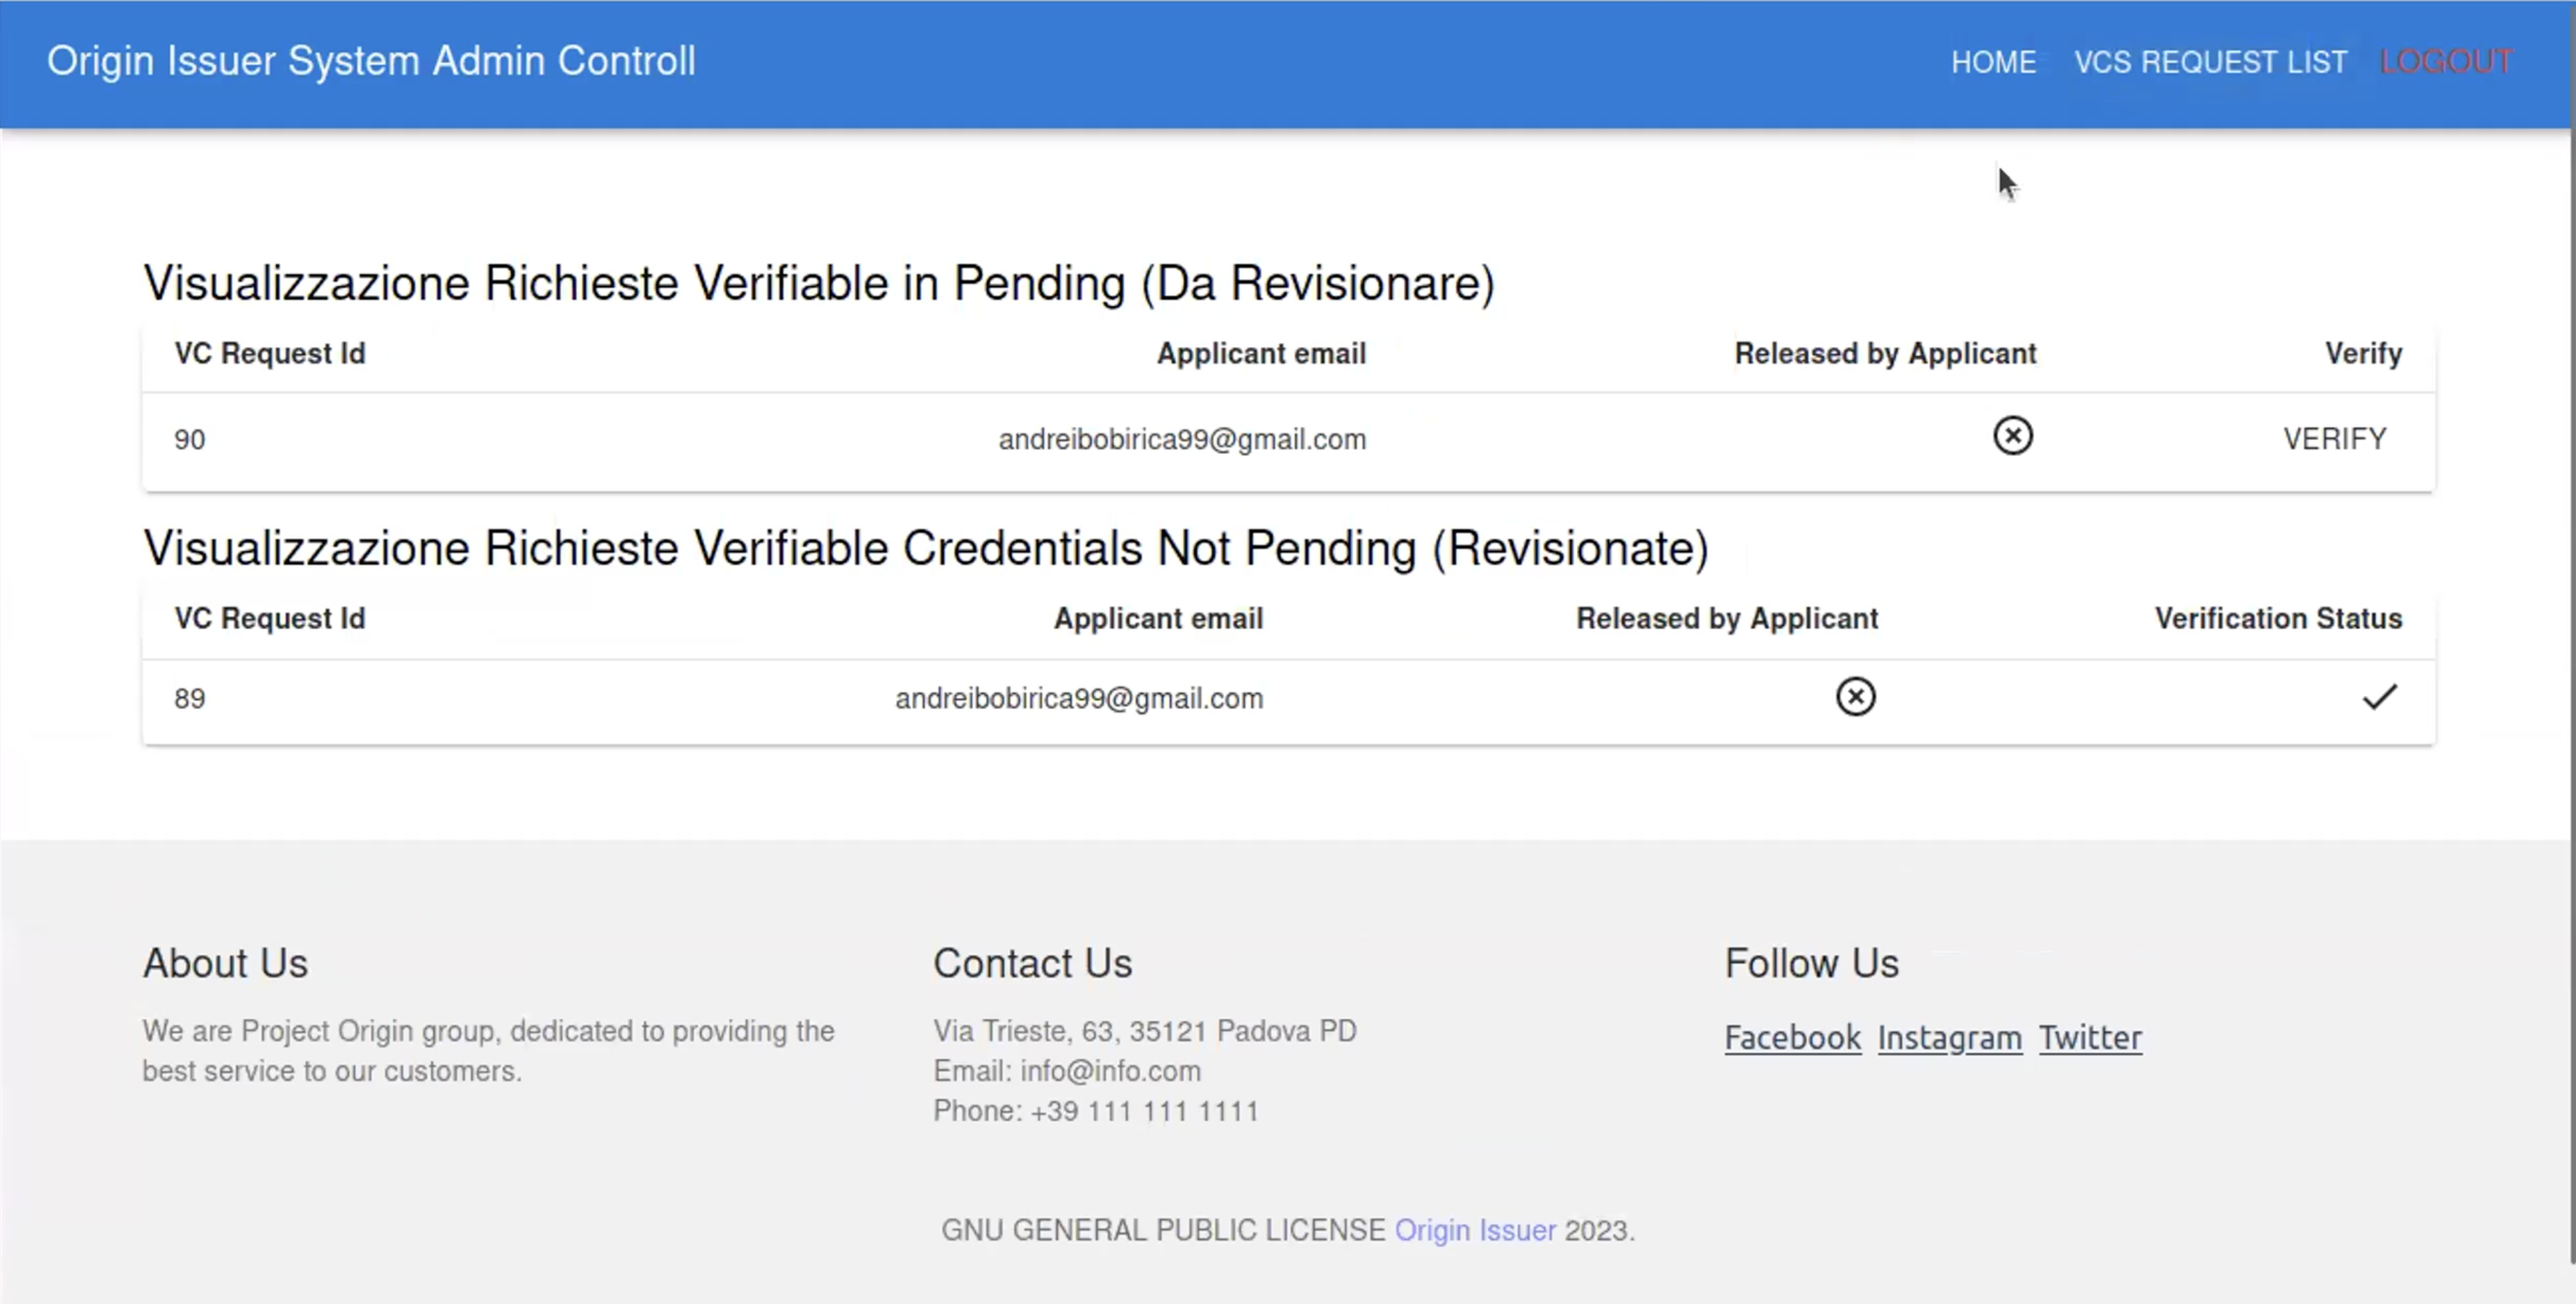 Origin Issuer System Admin Controll HOME VCS REQUEST LIST LOGOUT
Visualizzazione Richieste Verifiable in Pending (Da Revisionare)
VC Request Id Applicant email Released by Applicant Verify
90 andreibobirica99@gmail.com VERIFY
Visualizzazione Richieste Verifiable Credentials Not Pending (Revisionate)
VC Request Id Applicant email Released by Applicant Verification Status
89 andreibobirica99@gmail.com
About Us
We are Project Origin group, dedicated to providing the
best service to our customers.
Contact Us
Via Trieste, 63, 35121 Padova PD
Email: info@info.com
Phone: +39 111 111 1111
Follow Us
Facebook Instagram Twitter
GNU GENERAL PUBLIC LICENSE Origin Issuer 2023.